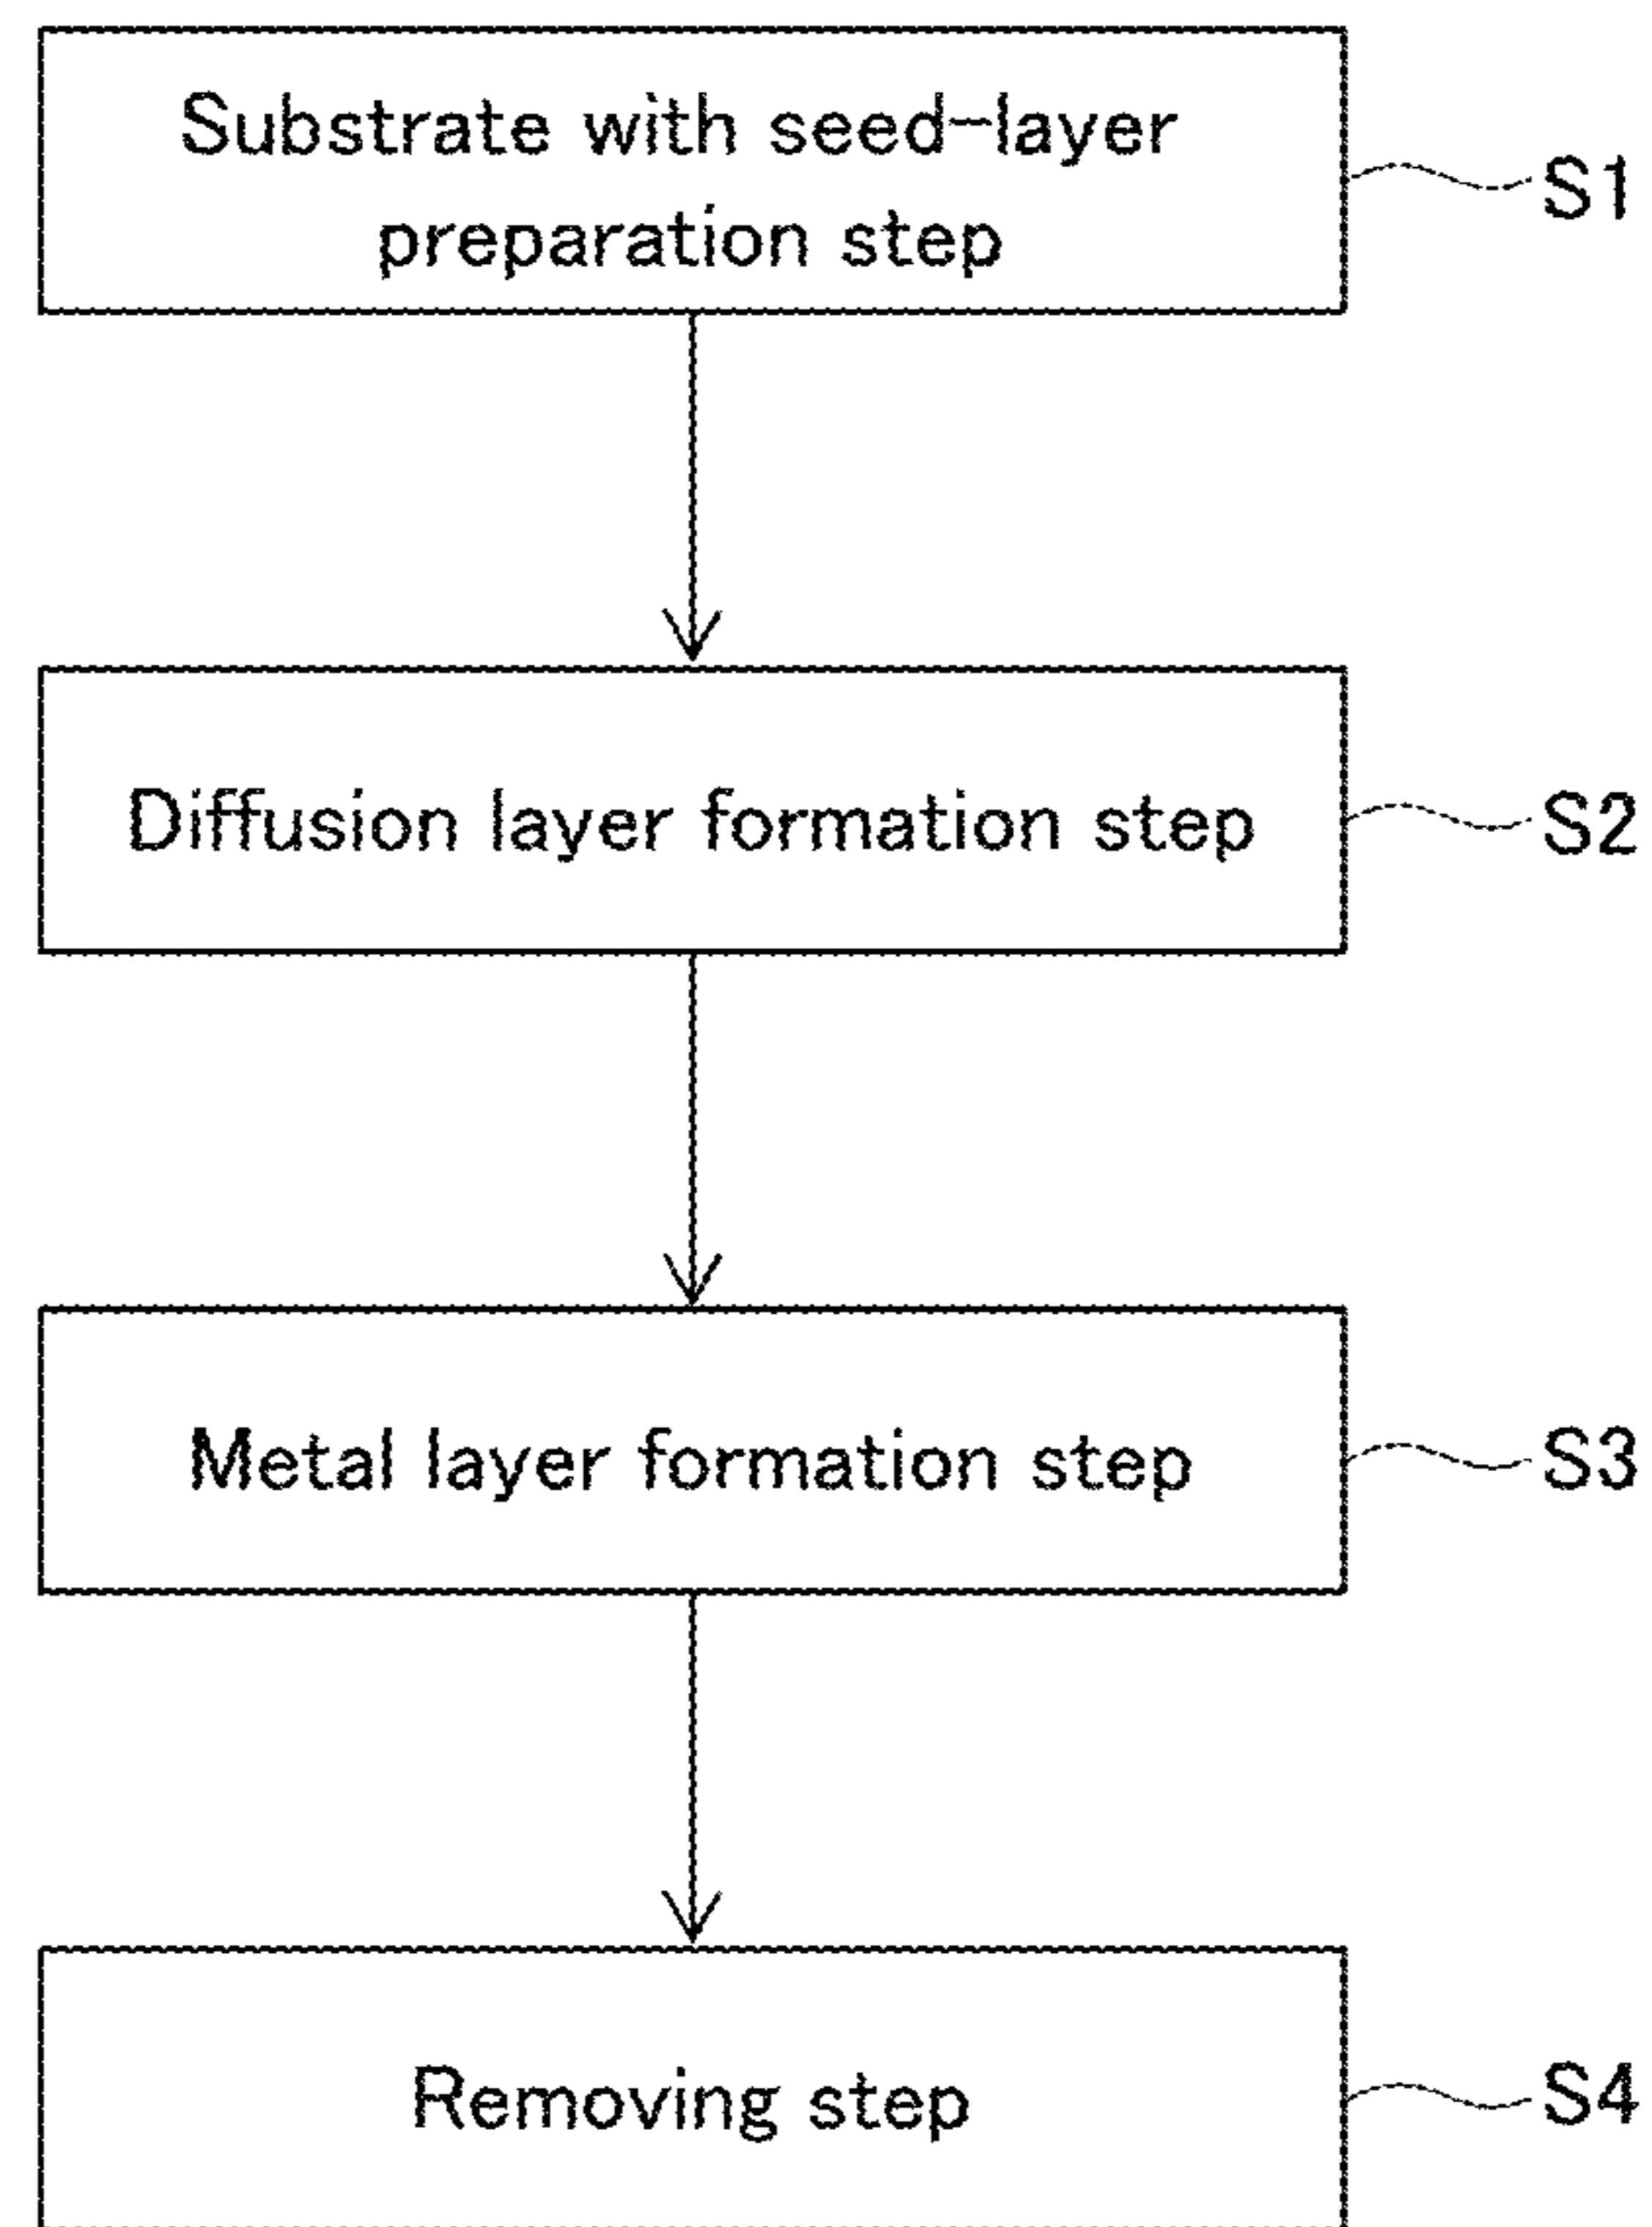 Substrate with seed-layer
preparation step
S1
Diffusion layer formation step
S2
Metal layer formation step
S3
Removing step
S4